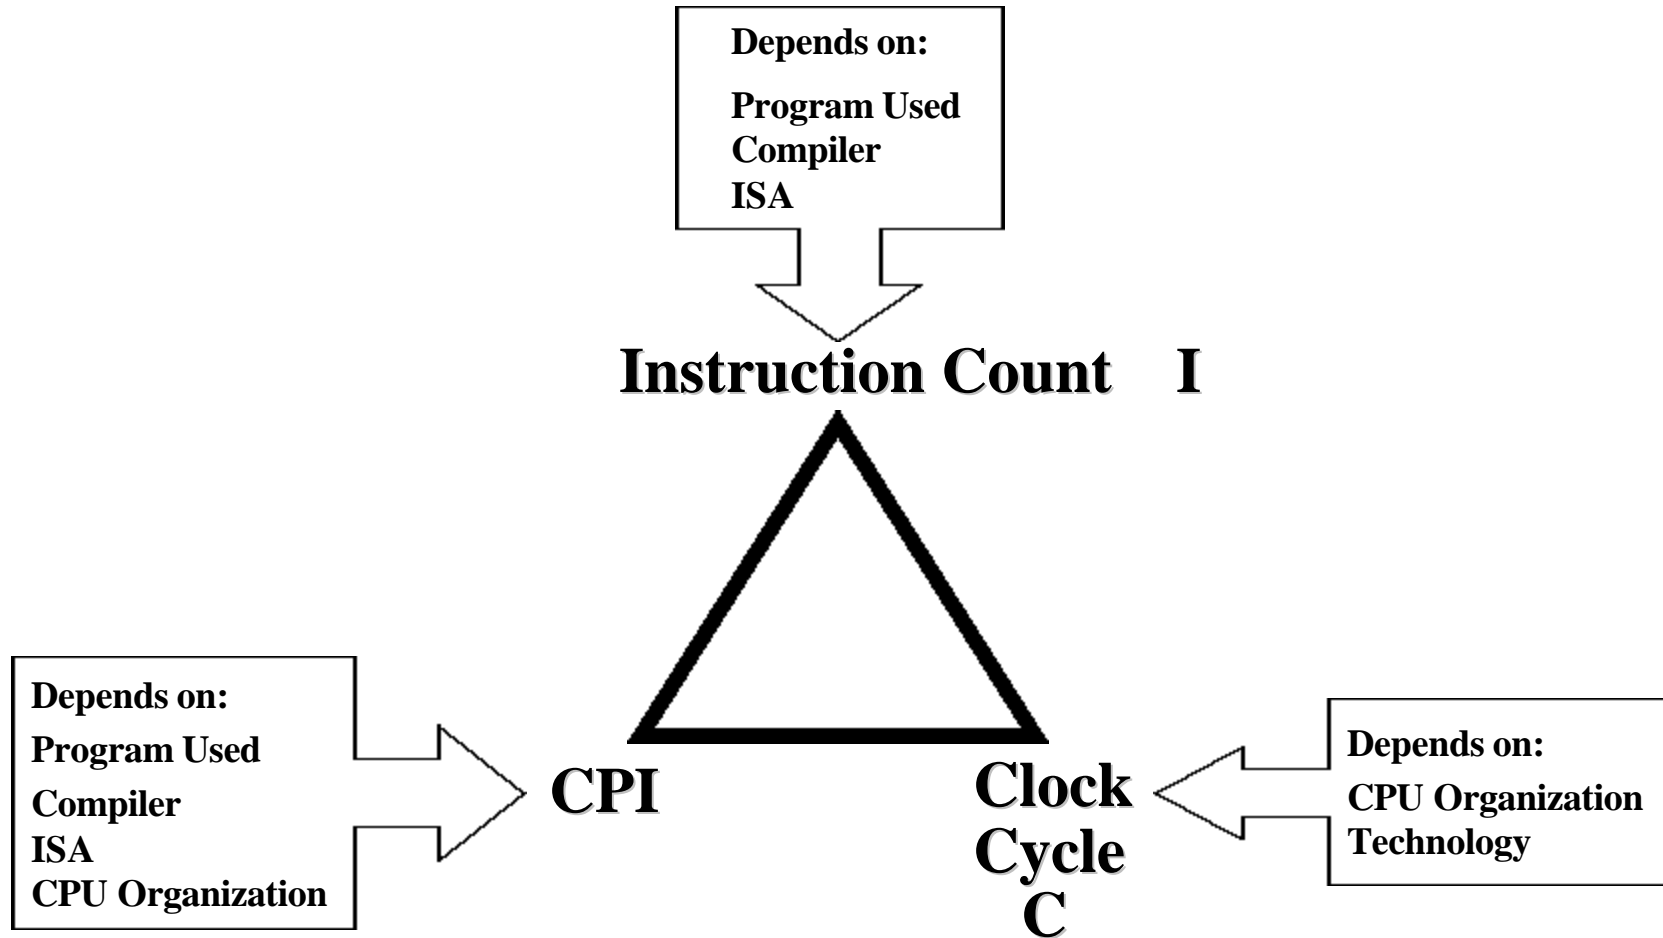 Depends on:
Program Used
Compiler
ISA
Instruction Count I
Depends on:
Program Used
Compiler
ISA
CPU Organization
CPI
Clock
Cycle
C
Depends on:
CPU Organization
Technology